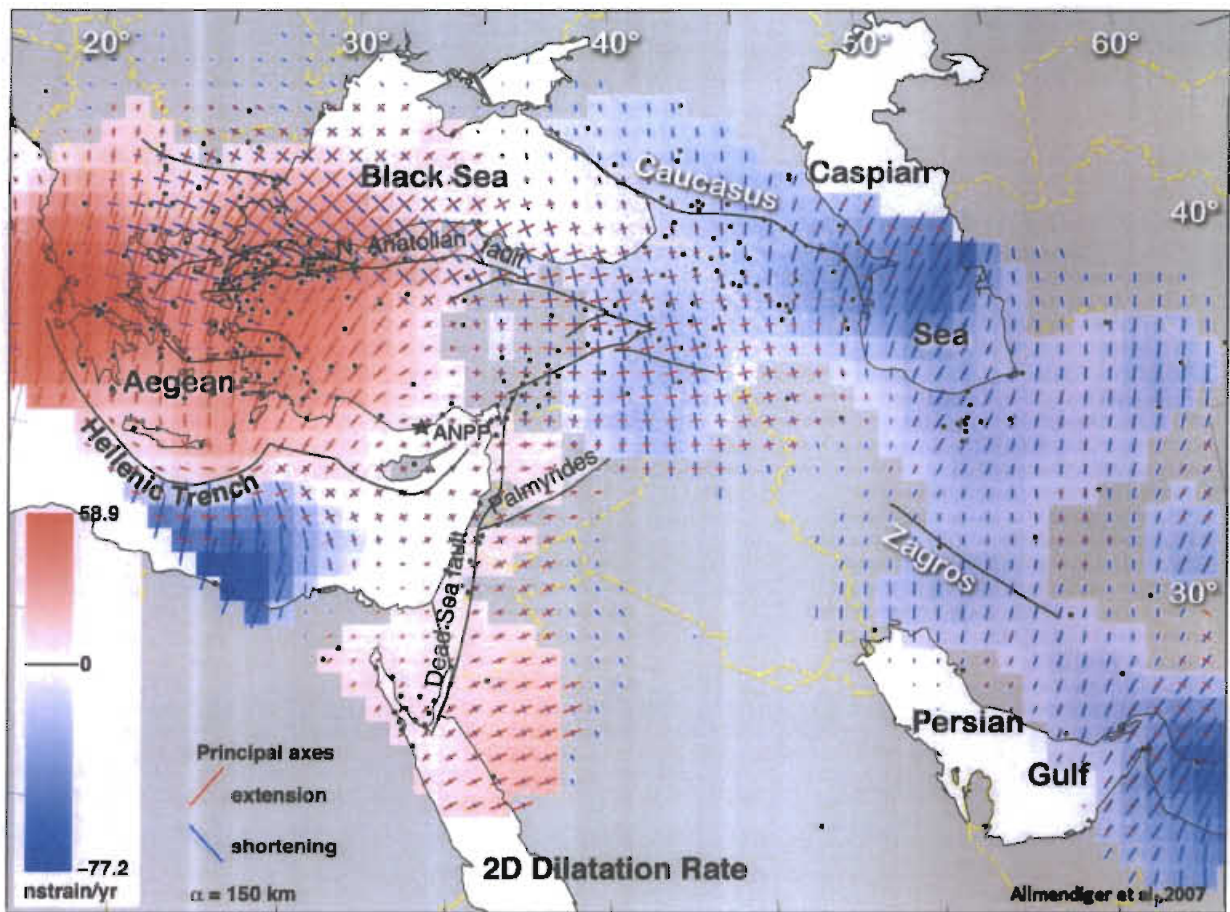 20° 30° 40° 50° 60°
Black Sea
Caucasus
Caspian
40°
N. Anatolian fault
Sea
Aegean
ANPP
Hellenic Trench
Palmyrides
58.9
Zagros
30°
Dead Sea fault
0
Persian
Gulf
Principal axes
extension
shortening
-77.2
2D Dilatation Rate
nstrain/yr
α = 150 km
Allmendiger et al, 2007